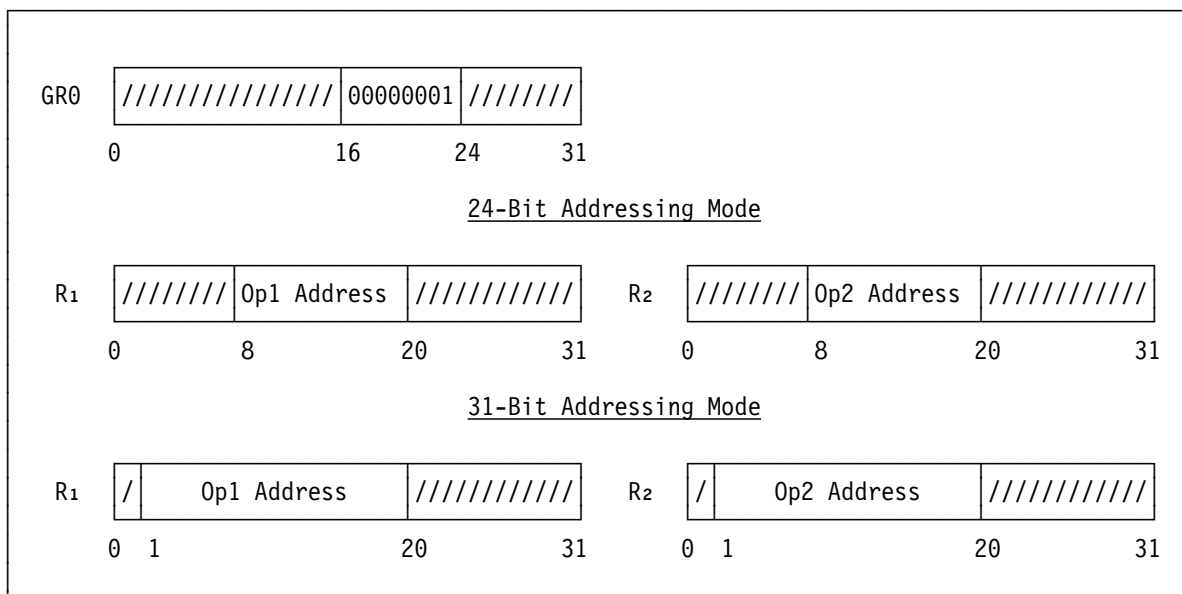 GR0 //////////////// 00000001 ////////
0 16 24 31
24-Bit Addressing Mode
R₁ //////// Op1 Address //////////// R₂ //////// Op2 Address ////////////
0 8 20 31 0 8 20 31
31-Bit Addressing Mode
R₁ / Op1 Address //////////// R₂ / Op2 Address ////////////
0 1 20 31 0 1 20 31